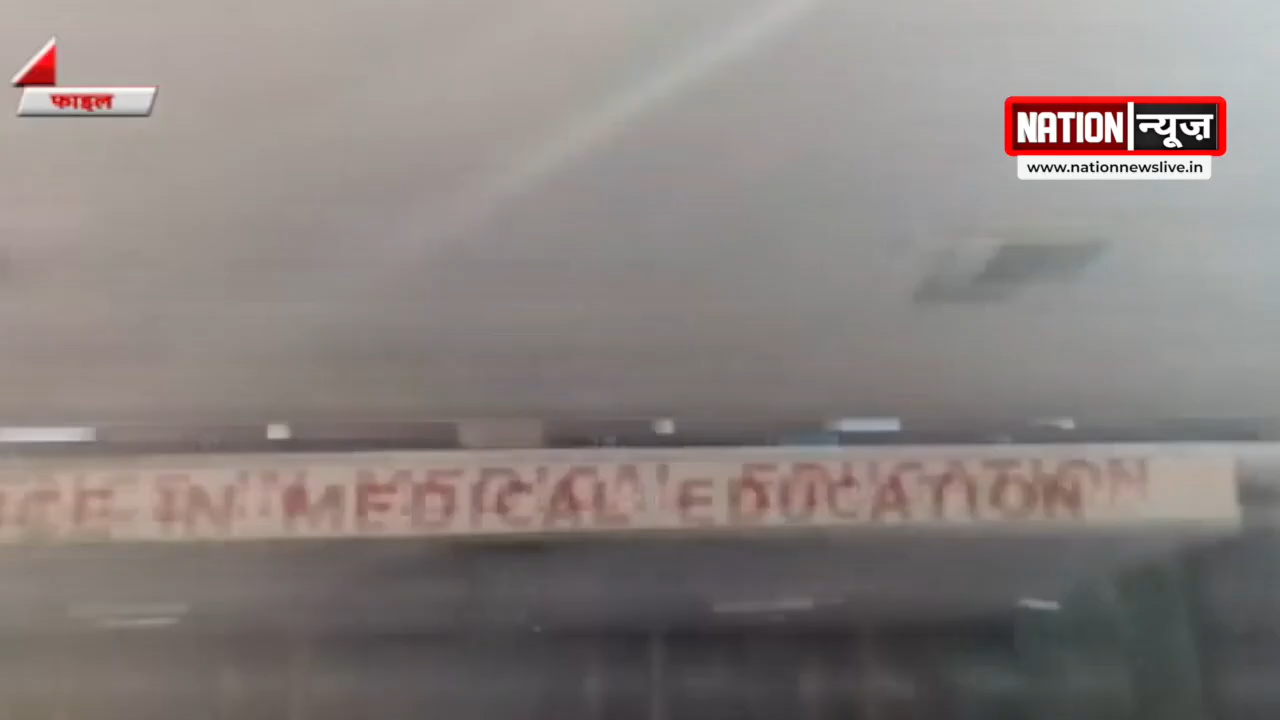 फाइल
NATION न्यूज़
www.nationnewslive.in
IN MEDICAL EDUCATION